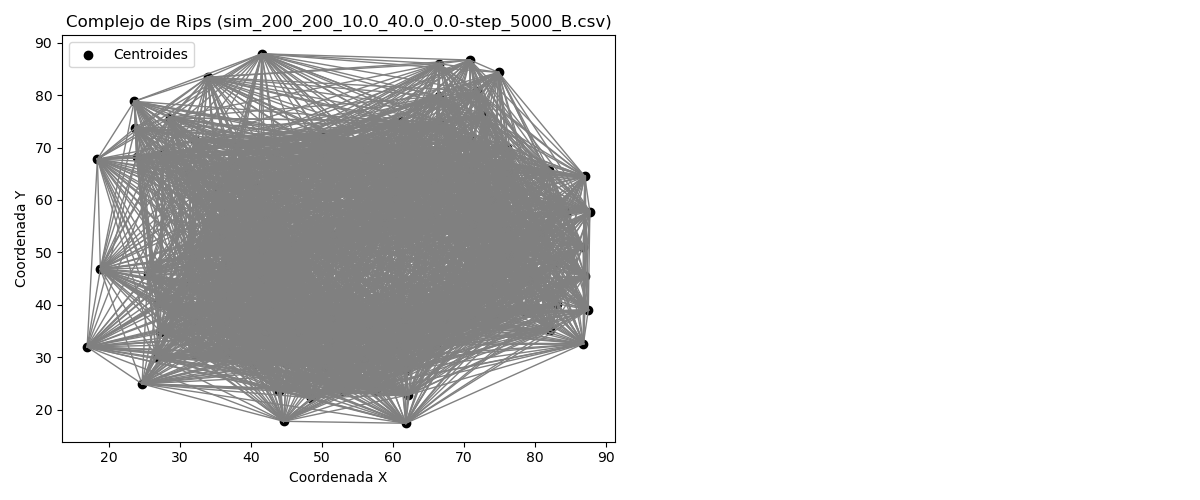 Complejo de Rips (sim_200_200_10.0_40.0_0.0-step_5000_B.csv)
Centroides
90
80
70
60
50
40
30
20
Coordenada Y
20 30 40 50 60 70 80 90
Coordenada X